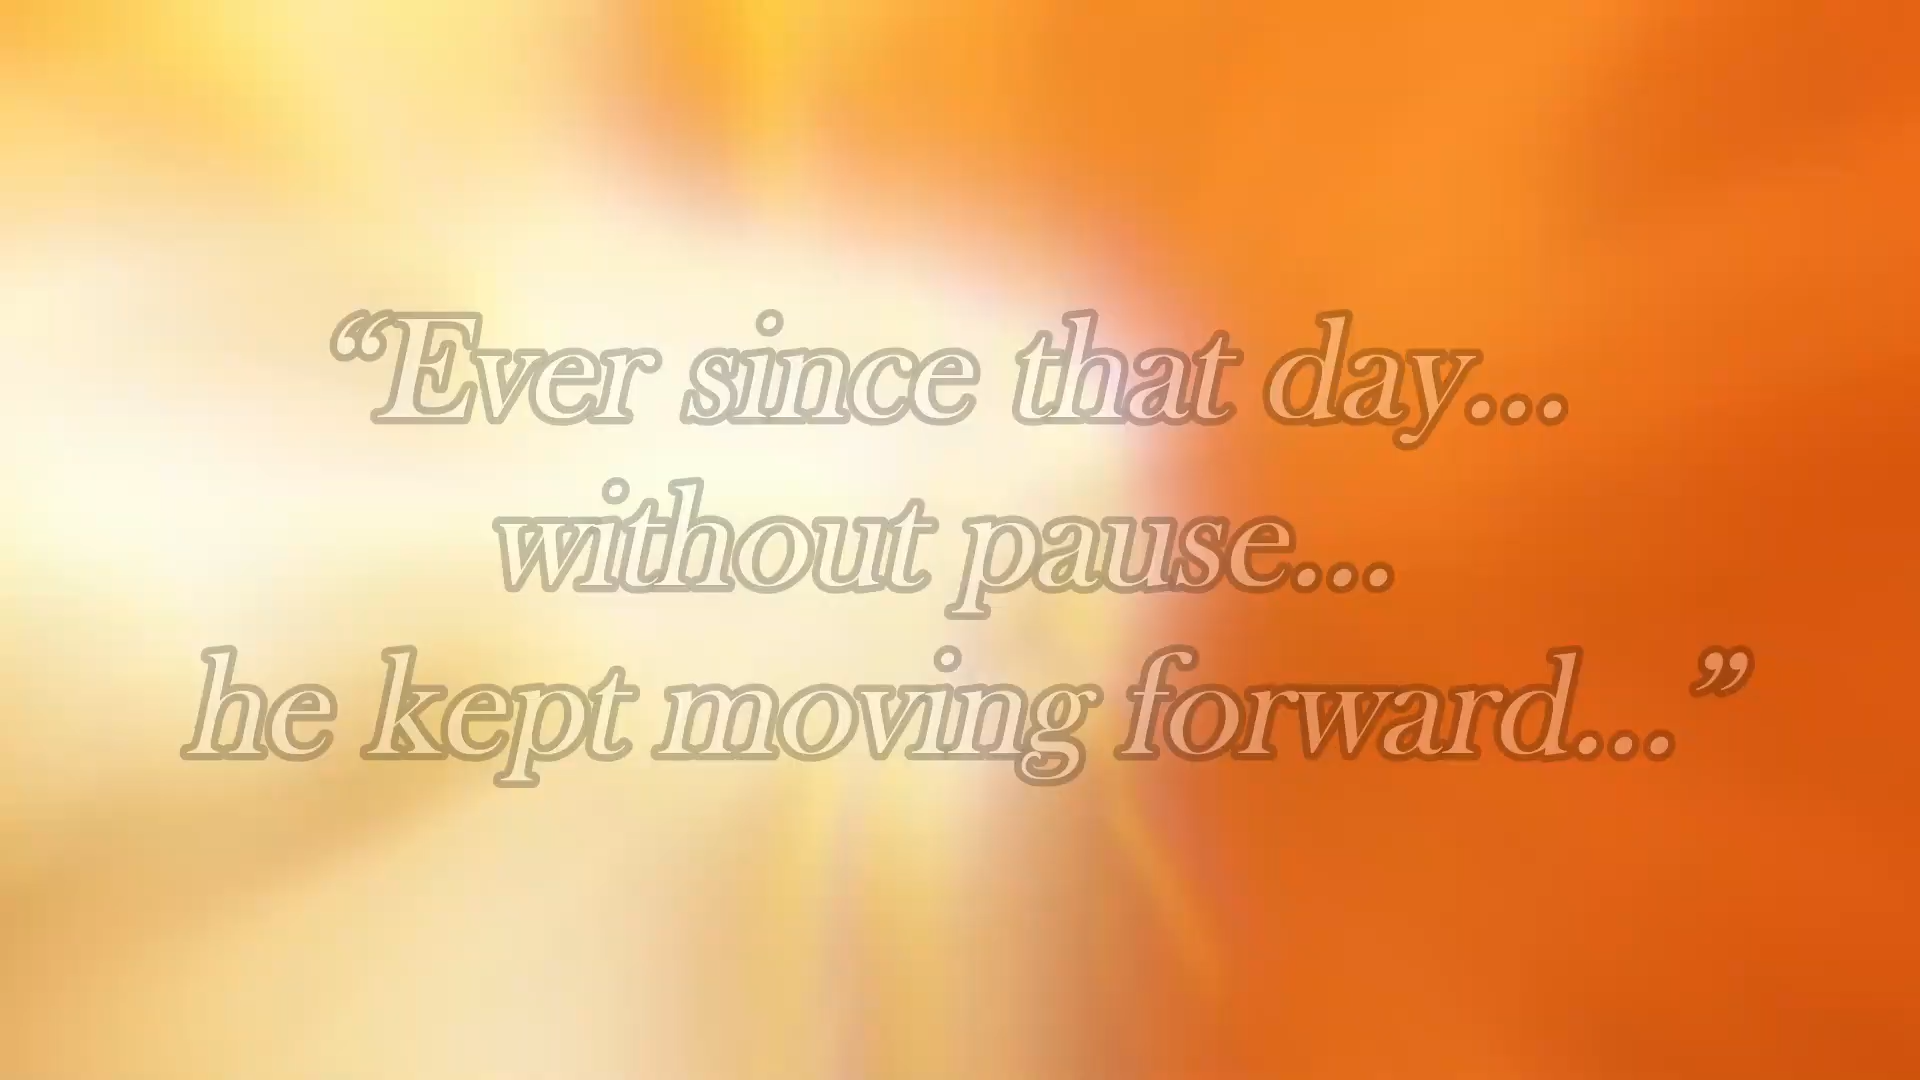 “Ever since that day...
without pause...
he kept moving forward...”